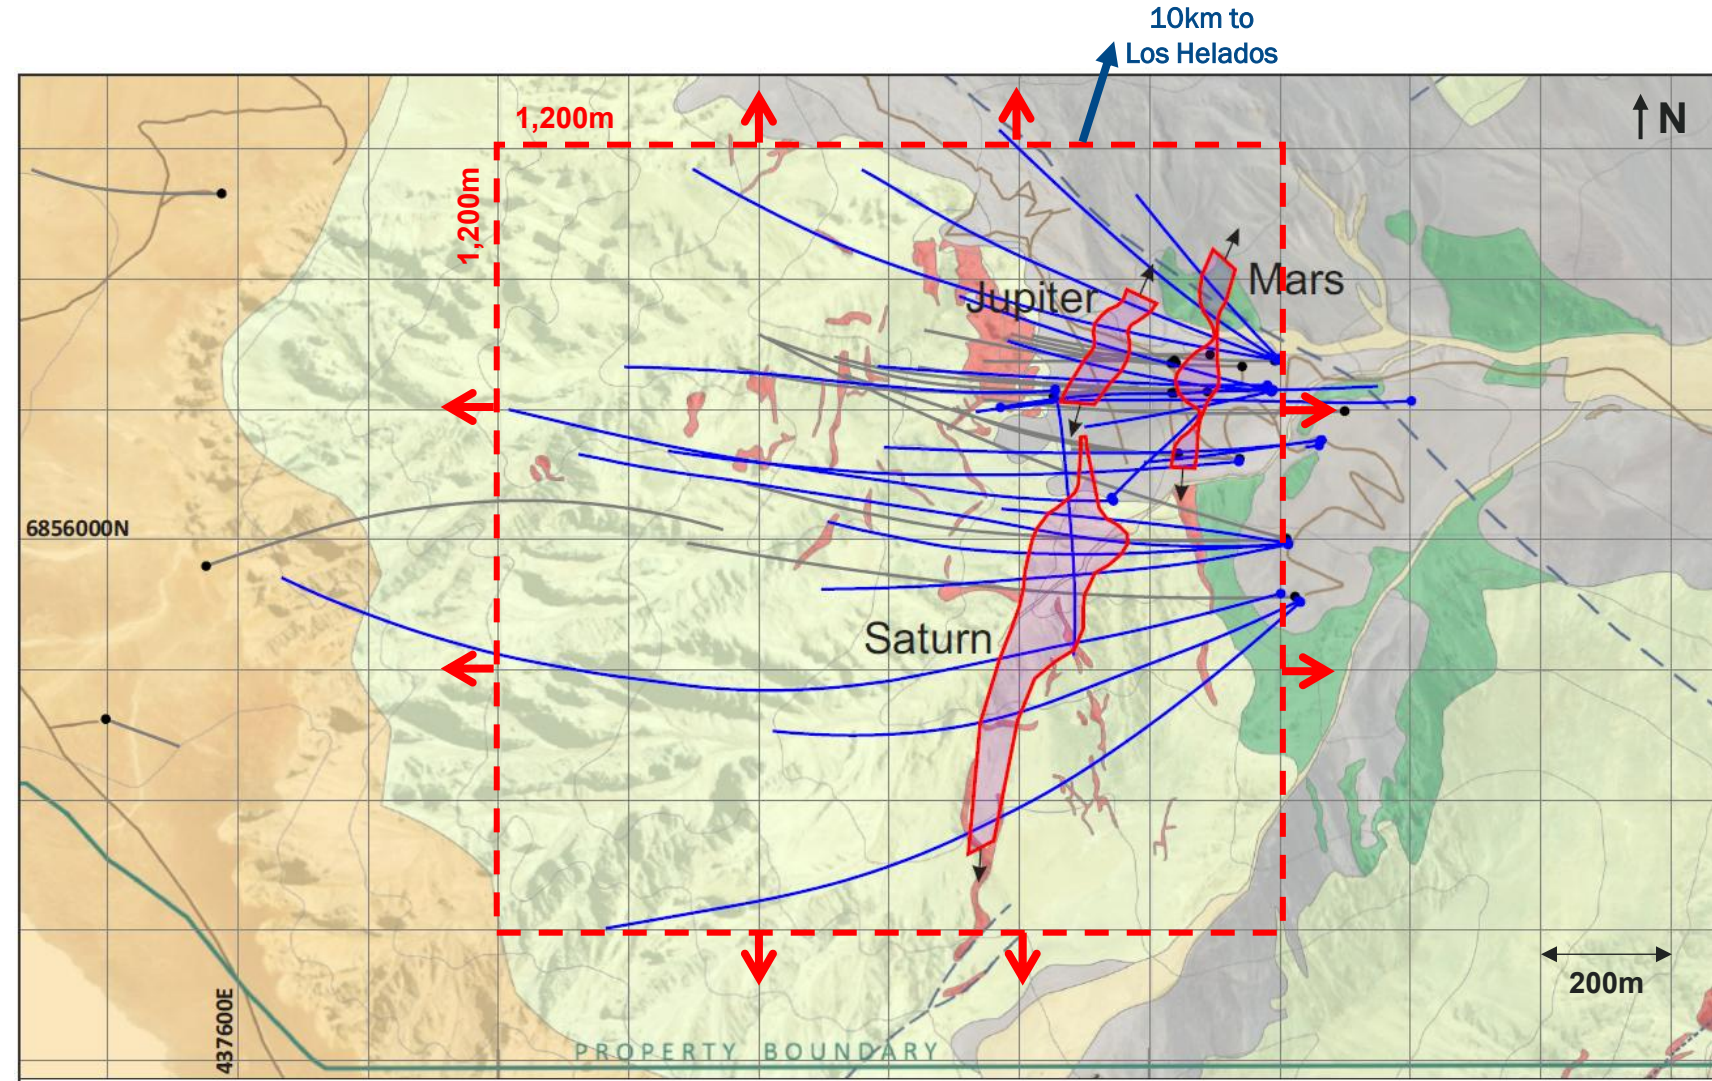 10km to
Los Helados
1,200m
N
1,200m
Mars
Jupiter
6856000N
Saturn
200m
437600E
PROPERTY BOUNDARY